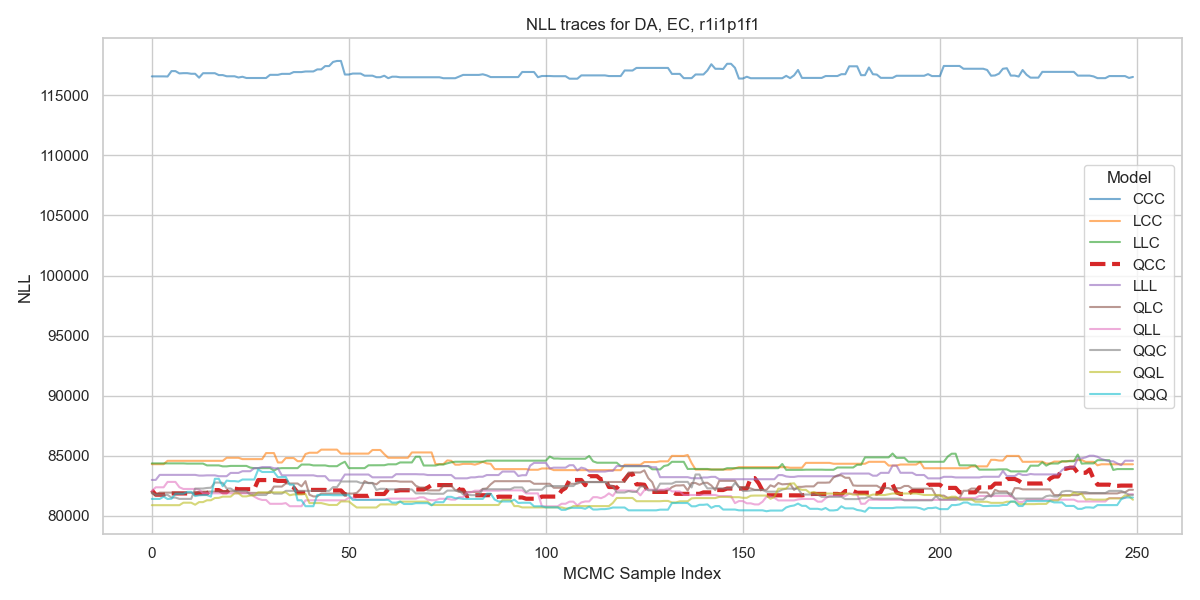 NLL traces for DA, EC, r1i1p1f1
NLL
115000
110000
105000
100000
95000
90000
85000
80000
0
50
100
150
200
250
MCMC Sample Index
Model
CCC
LCC
LLC
QCC
LLL
QLC
QLL
QQC
QQL
QQQ